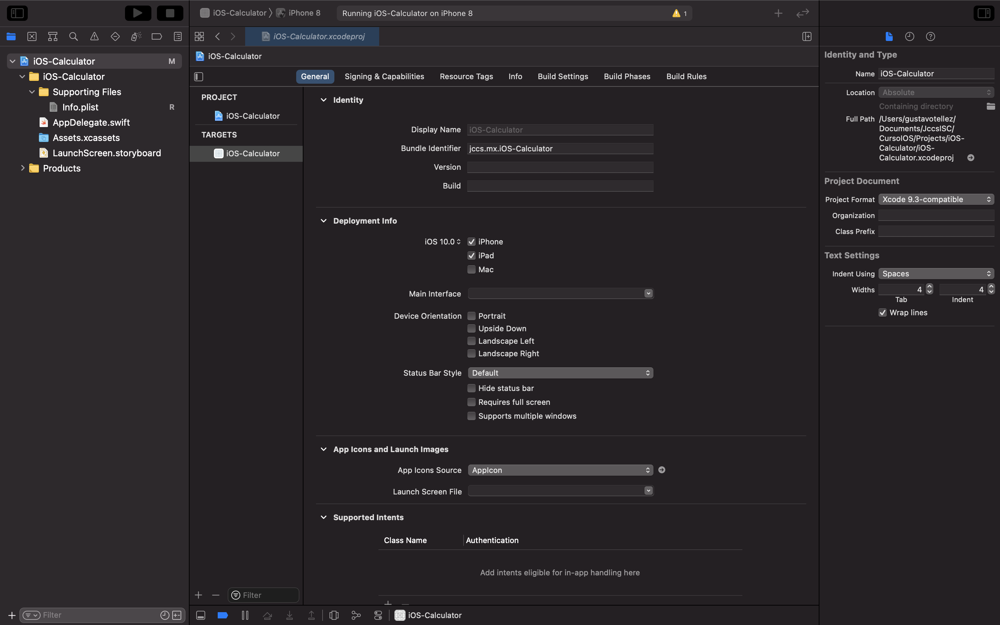 iOS-Calculator
iPhone 8
Running iOS-Calculator on iPhone 8
1
iOS-Calculator.xcodeproj
iOS-Calculator
M
iOS-Calculator
Supporting Files
Info.plist
R
AppDelegate.swift
Assets.xcassets
LaunchScreen.storyboard
Products
Filter
iOS-Calculator
General
Signing & Capabilities
Resource Tags
Info
Build Settings
Build Phases
Build Rules
PROJECT
iOS-Calculator
TARGETS
iOS-Calculator
Filter
Identity
Display Name
iOS-Calculator
Bundle Identifier
jccs.mx.iOS-Calculator
Version
Build
Deployment Info
iOS 10.0
iPhone
iPad
Mac
Main Interface
Device Orientation
Portrait
Upside Down
Landscape Left
Landscape Right
Status Bar Style
Default
Hide status bar
Requires full screen
Supports multiple windows
App Icons and Launch Images
App Icons Source
AppIcon
Launch Screen File
Supported Intents
Class Name
Authentication
Add intents eligible for in-app handling here
iOS-Calculator
Identity and Type
Name
iOS-Calculator
Location
Absolute
Containing directory
Full Path
/Users/gustavotellez/
Documents/JccsISC/
CursoIOS/Projects/iOS-
Calculator/iOS-
Calculator.xcodeproj
Project Document
Project Format
Xcode 9.3-compatible
Organization
Class Prefix
Text Settings
Indent Using
Spaces
Widths
4
4
Tab
Indent
Wrap lines